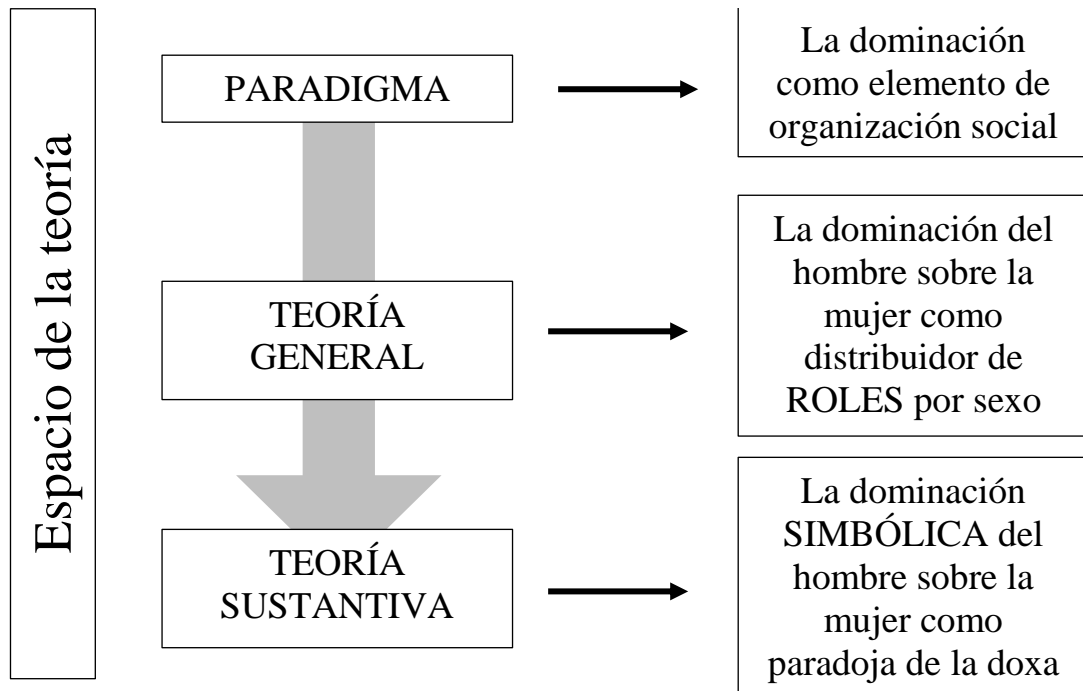 Espacio de la teoría
PARADIGMA
La dominación
como elemento de
organización social
TEORÍA
GENERAL
La dominación del
hombre sobre la
mujer como
distribuidor de
ROLES por sexo
TEORÍA
SUSTANTIVA
La dominación
SIMBÓLICA del
hombre sobre la
mujer como
paradoja de la doxa